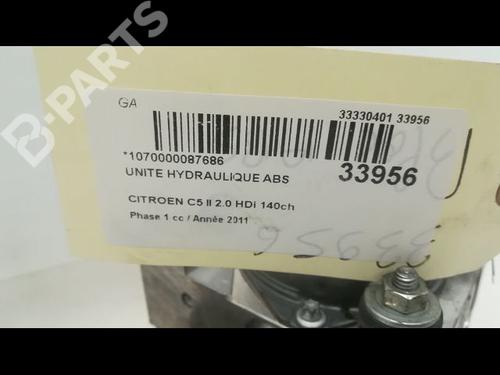 B-PARTS
GA
33330401 33956
*1070000087686
UNITE HYDRAULIQUE ABS
33956
CITROEN C5 II 2.0 HDi 140ch
Phase 1 cc / Année 2011
33956